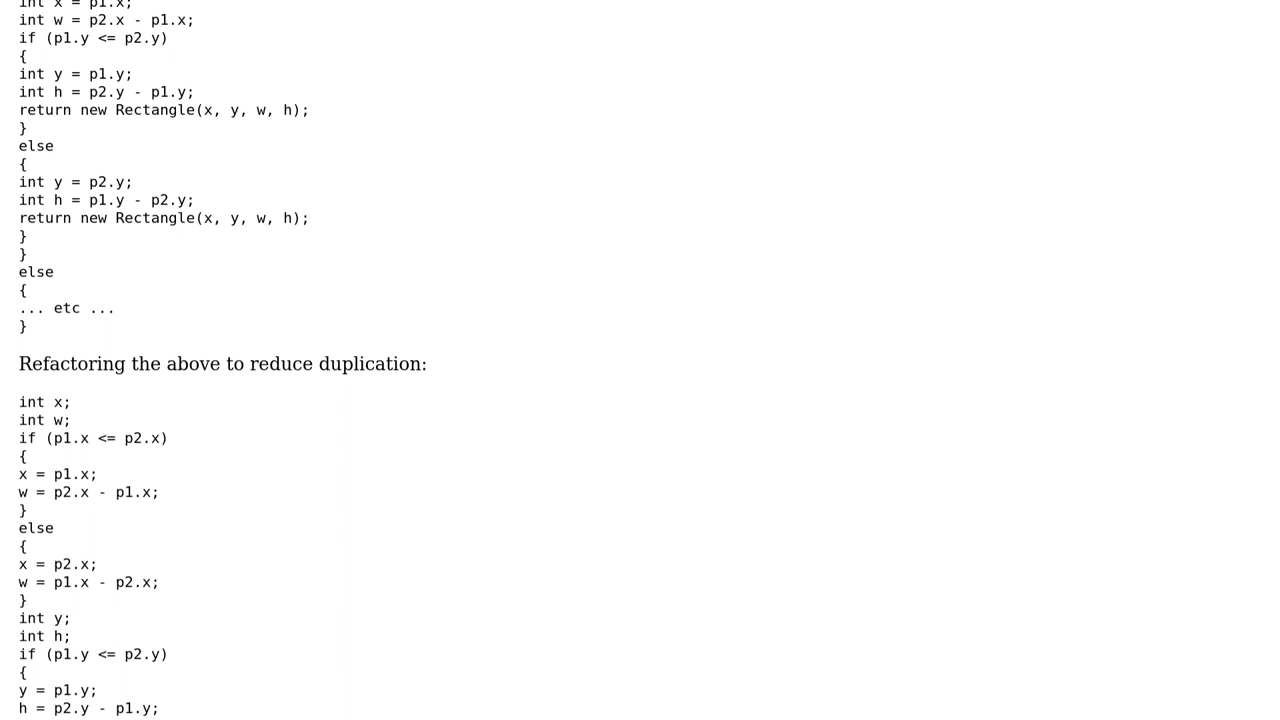 int x = p1.x;
int w = p2.x - p1.x;
if (p1.y <= p2.y)
{
int y = p1.y;
int h = p2.y - p1.y;
return new Rectangle(x, y, w, h);
}
else
{
int y = p2.y;
int h = p1.y - p2.y;
return new Rectangle(x, y, w, h);
}
}
else
{
... etc ...
}
Refactoring the above to reduce duplication:
int x;
int w;
if (p1.x <= p2.x)
{
x = p1.x;
w = p2.x - p1.x;
}
else
{
x = p2.x;
w = p1.x - p2.x;
}
int y;
int h;
if (p1.y <= p2.y)
{
y = p1.y;
h = p2.y - p1.y;